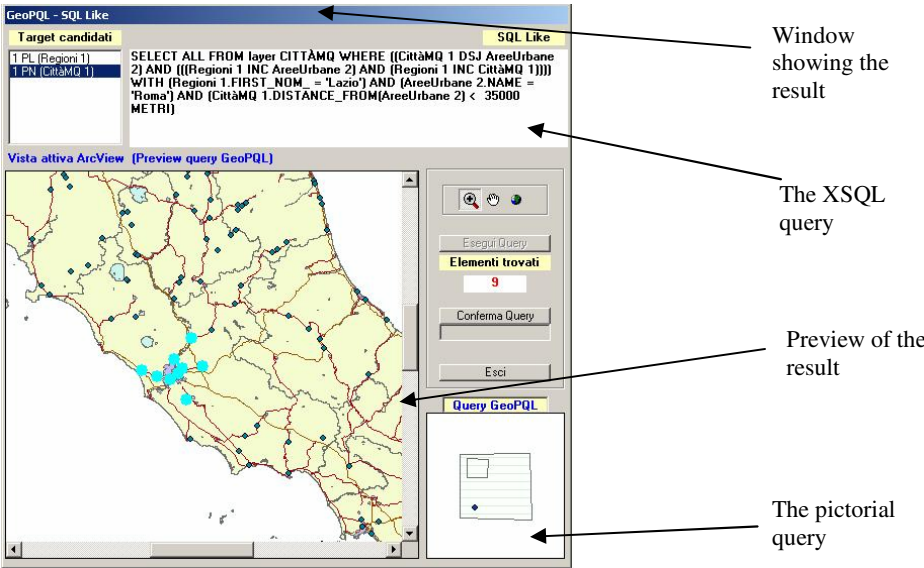 GeoPQL - SQL Like
Target candidati
SQL Like
1 PL (Regioni 1)
1 PN (CittàMQ 1)
SELECT ALL FROM layer CITTÀMQ WHERE ((CittàMQ 1 DSJ AreeUrbane
2) AND (((Regioni 1 INC AreeUrbane 2) AND (Regioni 1 INC CittàMQ 1))))
WITH (Regioni 1.FIRST_NOM_ = 'Lazio') AND (AreeUrbane 2.NAME =
'Roma') AND (CittàMQ 1.DISTANCE_FROM(AreeUrbane 2) < 35000
METRI)
Vista attiva ArcView (Preview query GeoPQL)
Esegui Query
Elementi trovati
9
Conferma Query
Esci
Query GeoPQL
Window
showing the
result
The XSQL
query
Preview of the
result
The pictorial
query